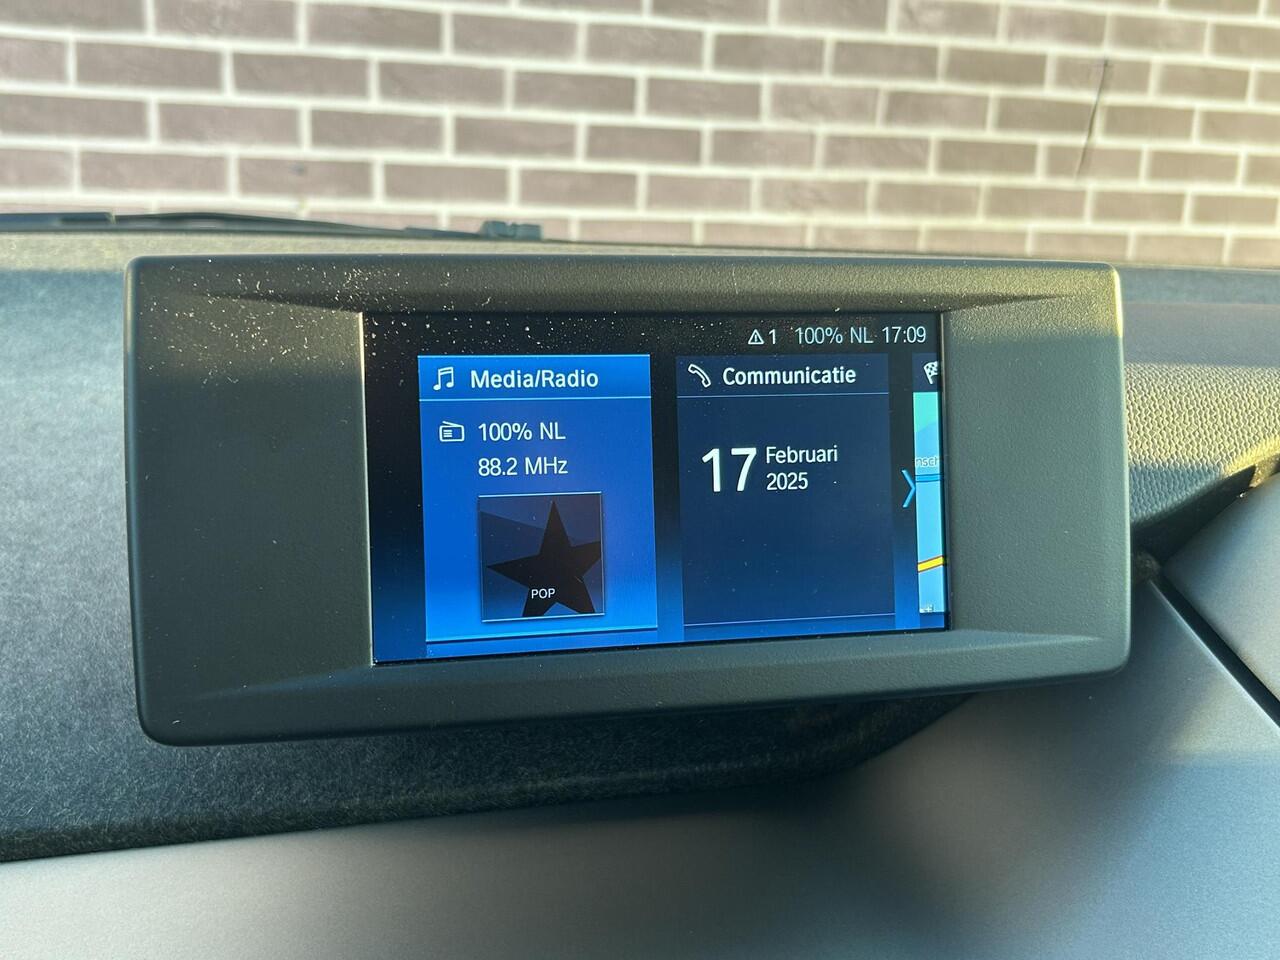 1 100% NL 17:09
Media/Radio
Communicatie
100% NL
88.2 MHz
17 Februari
2025
POP